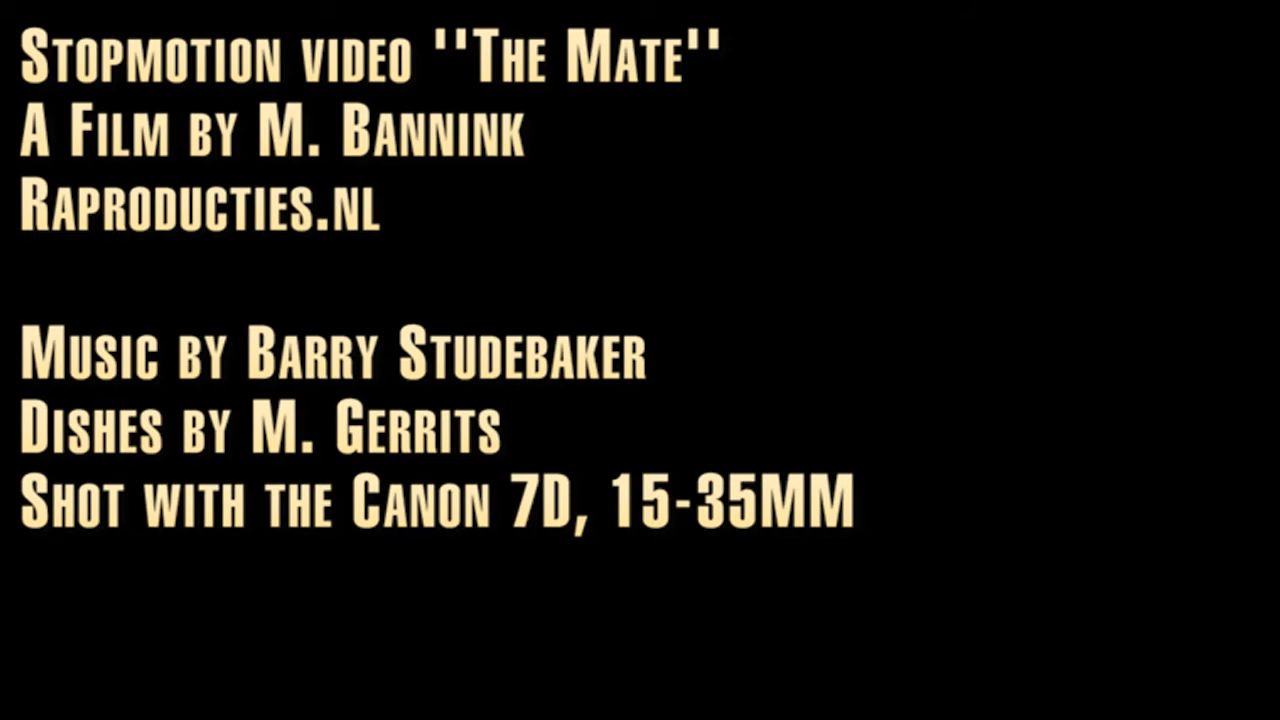 Stopmotion video ''The Mate''
A Film by M. Bannink
Raproducties.nl
Music by Barry Studebaker
Dishes by M. Gerrits
Shot with the Canon 7D, 15-35MM